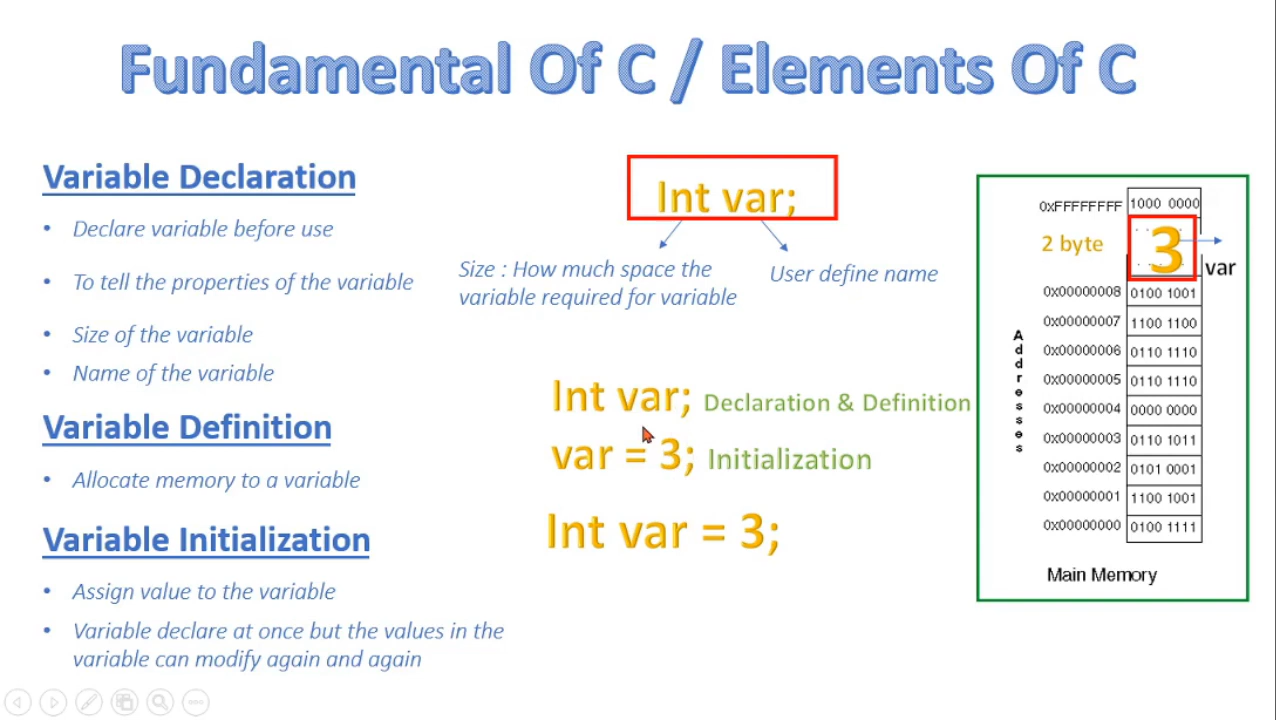 Fundamental Of C / Elements Of C
Variable Declaration
• Declare variable before use
• To tell the properties of the variable
• Size of the variable
• Name of the variable
Variable Definition
• Allocate memory to a variable
Variable Initialization
• Assign value to the variable
• Variable declare at once but the values in the
variable can modify again and again
Int var;
Size : How much space the
variable required for variable
User define name
Int var; Declaration & Definition
var = 3; Initialization
Int var = 3;
0xFFFFFFFF 1000 0000
2 byte 3
var
0x00000008 0100 1001
0x00000007 1100 1100
0x00000006 0110 1110
0x00000005 0110 1110
0x00000004 0000 0000
0x00000003 0110 1011
0x00000002 0101 0001
0x00000001 1100 1001
0x00000000 0100 1111
Addresses
Main Memory